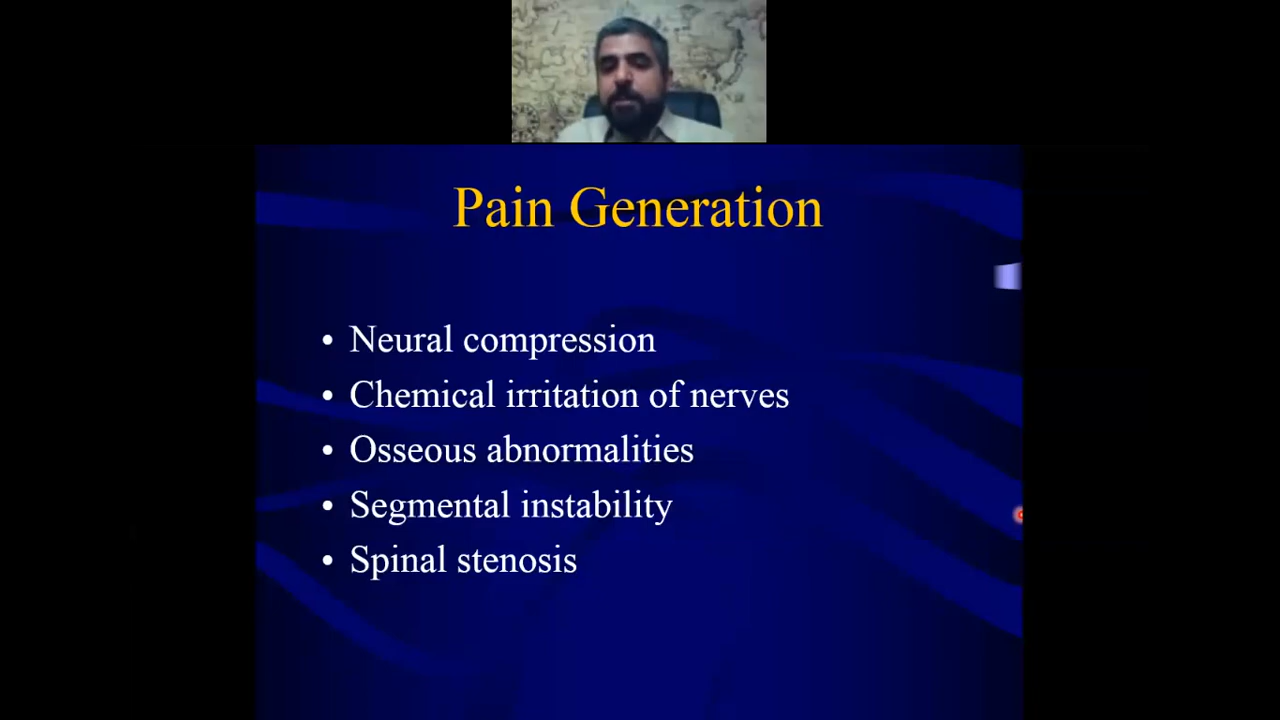 Pain Generation
• Neural compression
• Chemical irritation of nerves
• Osseous abnormalities
• Segmental instability
• Spinal stenosis